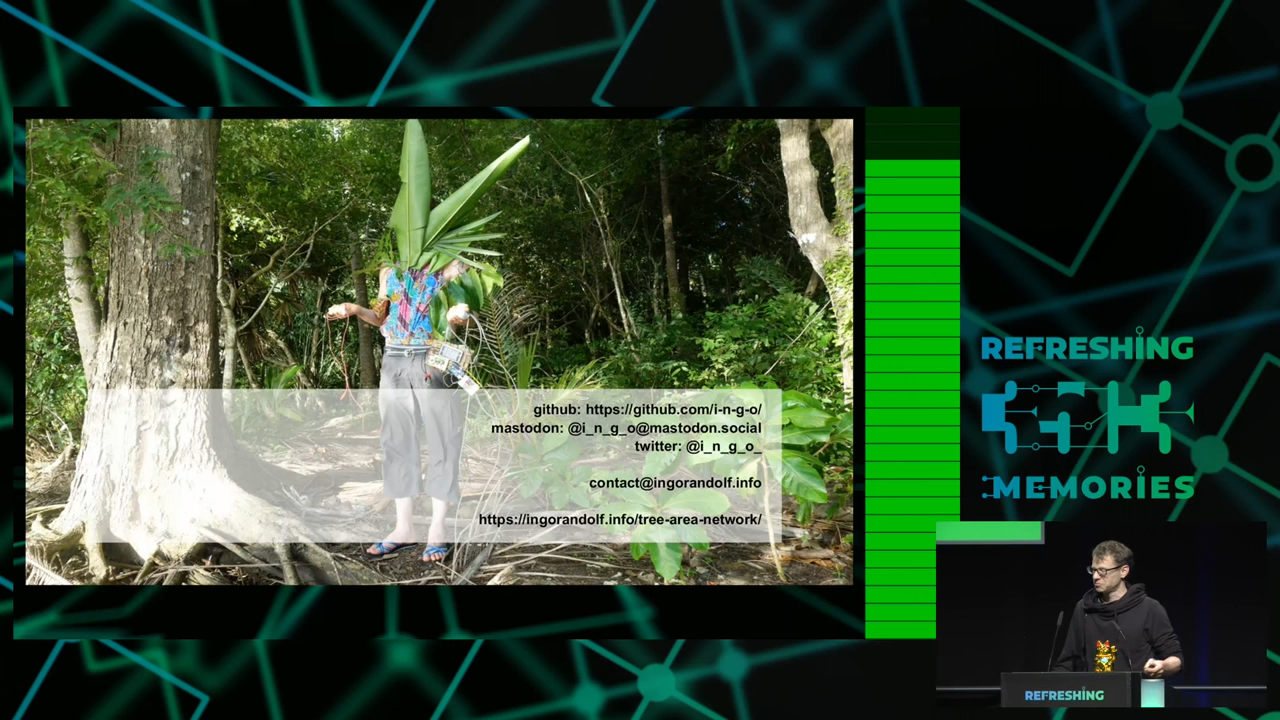 github: https://github.com/i-n-g-o/
mastodon: @i_n_g_o@mastodon.social
twitter: @i_n_g_o_
contact@ingorandolf.info
https://ingorandolf.info/tree-area-network/
REFRESHING
MEMORIES
REFRESHING